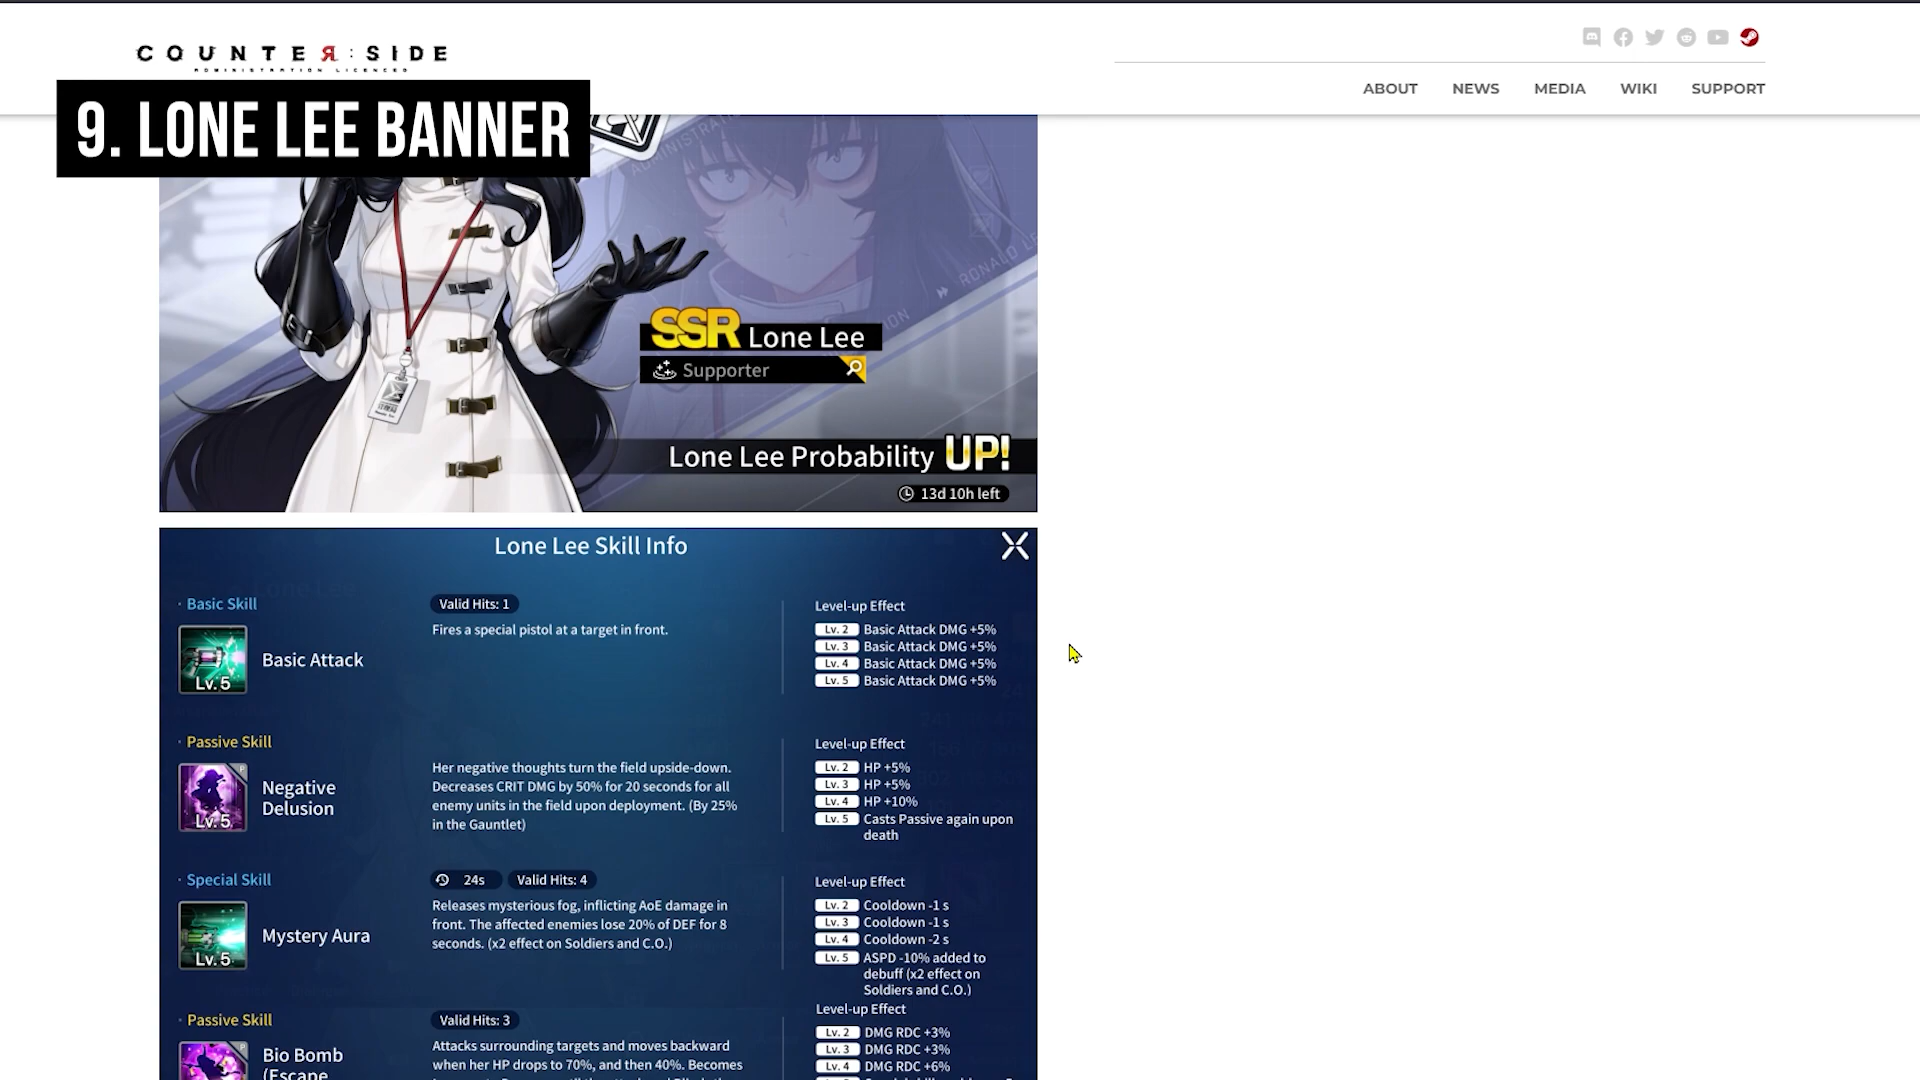 COUNTER:SIDE
ADMINISTRATION LICENCED
ABOUT
NEWS
MEDIA
WIKI
SUPPORT
9. LONE LEE BANNER
SSR Lone Lee
Supporter
Lone Lee Probability UP!
13d 10h left
Lone Lee Skill Info
· Basic Skill
Lv.5
Basic Attack
Valid Hits: 1
Fires a special pistol at a target in front.
Level-up Effect
Lv. 2 Basic Attack DMG +5%
Lv. 3 Basic Attack DMG +5%
Lv. 4 Basic Attack DMG +5%
Lv. 5 Basic Attack DMG +5%
· Passive Skill
Lv.5
Negative
Delusion
Her negative thoughts turn the field upside-down.
Decreases CRIT DMG by 50% for 20 seconds for all
enemy units in the field upon deployment. (By 25%
in the Gauntlet)
Level-up Effect
Lv. 2 HP +5%
Lv. 3 HP +5%
Lv. 4 HP +10%
Lv. 5 Casts Passive again upon
death
· Special Skill
Lv.5
Mystery Aura
24s Valid Hits: 4
Releases mysterious fog, inflicting AoE damage in
front. The affected enemies lose 20% of DEF for 8
seconds. (x2 effect on Soldiers and C.O.)
Level-up Effect
Lv. 2 Cooldown -1 s
Lv. 3 Cooldown -1 s
Lv. 4 Cooldown -2 s
Lv. 5 ASPD -10% added to
debuff (x2 effect on
Soldiers and C.O.)
· Passive Skill
Bio Bomb
(Escape
Valid Hits: 3
Attacks surrounding targets and moves backward
when her HP drops to 70%, and then 40%. Becomes
Level-up Effect
Lv. 2 DMG RDC +3%
Lv. 3 DMG RDC +3%
Lv. 4 DMG RDC +6%